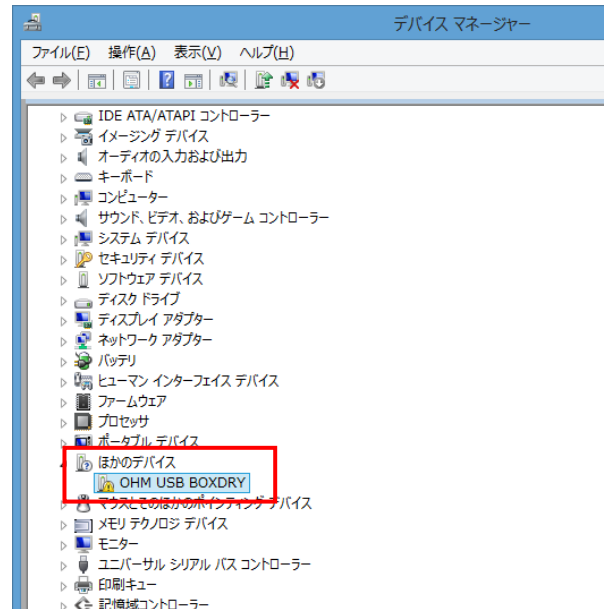 デバイス マネージャー
ファイル(F) 操作(A) 表示(V) ヘルプ(H)
IDE ATA/ATAPI コントローラー
イメージング デバイス
オーディオの入力および出力
キーボード
コンピューター
サウンド、ビデオ、およびゲーム コントローラー
システム デバイス
セキュリティ デバイス
ソフトウェア デバイス
ディスク ドライブ
ディスプレイ アダプター
ネットワーク アダプター
バッテリ
ヒューマン インターフェイス デバイス
ファームウェア
プロセッサ
ポータブル デバイス
ほかのデバイス
OHM USB BOXDRY
マウスとそのほかのポインティング デバイス
メモリ テクノロジ デバイス
モニター
ユニバーサル シリアル バス コントローラー
印刷キュー
記憶域コントローラー